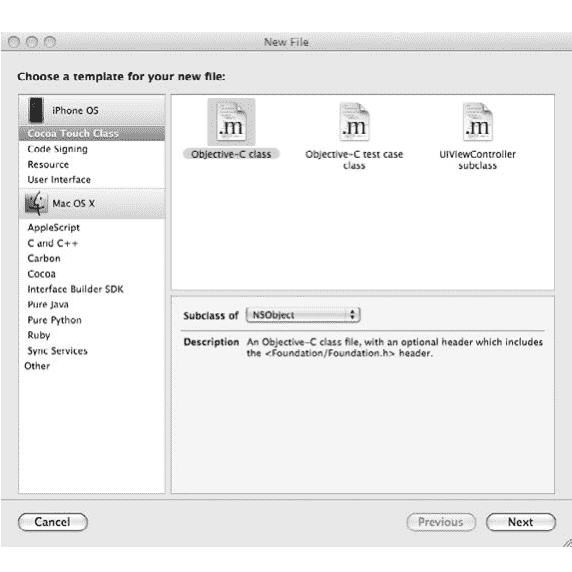 New File
Choose a template for your new file:
iPhone OS
Cocoa Touch Class
Code Signing
Resource
User Interface
Mac OS X
AppleScript
C and C++
Carbon
Cocoa
Interface Builder SDK
Pure Java
Pure Python
Ruby
Sync Services
Other
.m
Objective-C class
.m
Objective-C test case
class
.m
UIViewController
subclass
Subclass of NSObject
Description An Objective-C class file, with an optional header which includes
the <Foundation/Foundation.h> header.
Cancel
Previous
Next